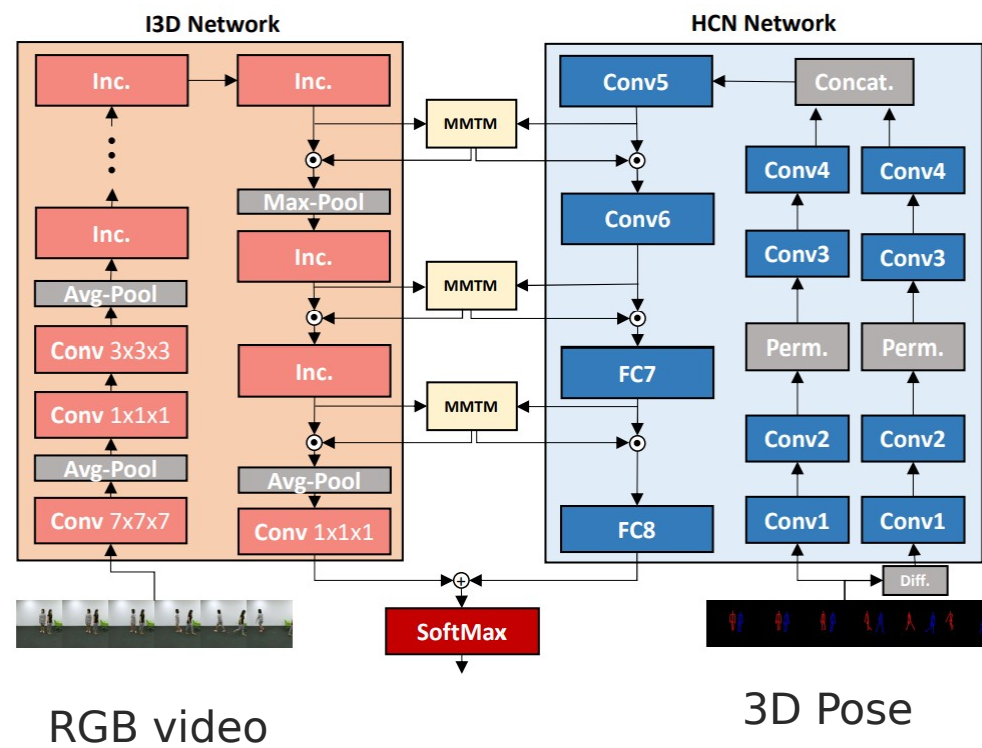 I3D Network
HCN Network
Inc.
Inc.
Conv5
Concat.
MMTM
Max-Pool
Conv4
Conv4
Inc.
Inc.
Conv6
Conv3
Conv3
Avg-Pool
MMTM
Conv 3x3x3
Inc.
FC7
Perm.
Perm.
Conv 1x1x1
MMTM
Avg-Pool
Avg-Pool
Conv2
Conv2
Conv 7x7x7
Conv 1x1x1
FC8
Conv1
Conv1
Diff.
SoftMax
RGB video
3D Pose